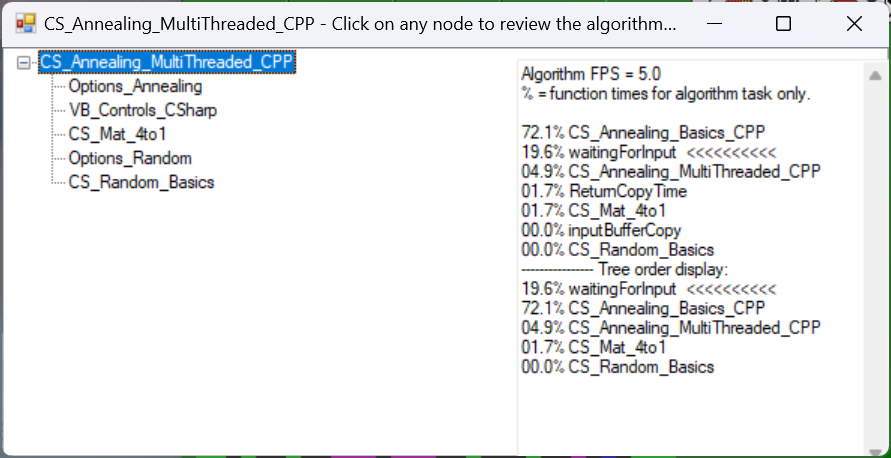 CS_Annealing_MultiThreaded_CPP - Click on any node to review the algorithm...
CS_Annealing_MultiThreaded_CPP
Options_Annealing
VB_Controls_CSharp
CS_Mat_4to1
Options_Random
CS_Random_Basics
Algorithm FPS = 5.0
% = function times for algorithm task only.
72.1% CS_Annealing_Basics_CPP
19.6% waitingForInput  <<<<<<<<<<
04.9% CS_Annealing_MultiThreaded_CPP
01.7% ReturnCopyTime
01.7% CS_Mat_4to1
00.0% inputBufferCopy
00.0% CS_Random_Basics
---------------- Tree order display:
19.6% waitingForInput  <<<<<<<<<<
72.1% CS_Annealing_Basics_CPP
04.9% CS_Annealing_MultiThreaded_CPP
01.7% CS_Mat_4to1
00.0% CS_Random_Basics